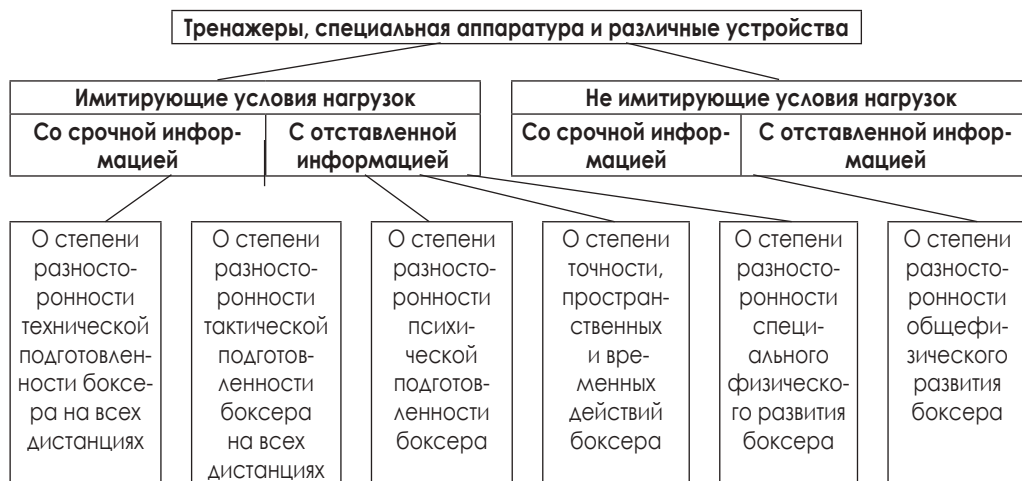 Тренажеры, специальная аппаратура и различные устройства
Имитирующие условия нагрузок
Со срочной инфор-
мацией
С отставленной
информацией
Не имитирующие условия нагрузок
Со срочной инфор-
мацией
С отставленной инфор-
мацией
О степени
разносто-
ронности
технической
подготовлен-
ности боксе-
ра на всех
дистанциях
О степени
разносто-
ронности
тактической
подготов-
ленности
боксера
на всех
дистанциях
О степени
разносто-
ронности
психи-
ческой
подготов-
ленности
боксера
О степени
точности,
простран-
ственных
и вре-
менных
действий
боксера
О степени
разносто-
ронности
специ-
ального
физическо-
го развития
боксера
О степени
разносто-
ронности
общефи-
зического
развития
боксера